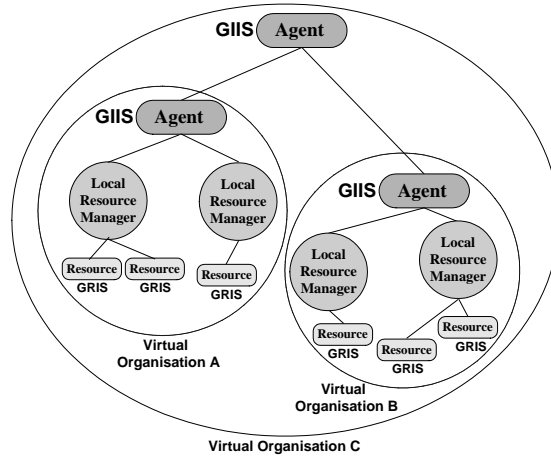 GIIS Agent
GIIS Agent
Local
Resource
Manager
Local
Resource
Manager
Resource
GRIS
Resource
GRIS
Resource
GRIS
Virtual
Organisation A
GIIS Agent
Local
Resource
Manager
Local
Resource
Manager
Resource
GRIS
Resource
GRIS
Resource
GRIS
Virtual
Organisation B
Virtual Organisation C